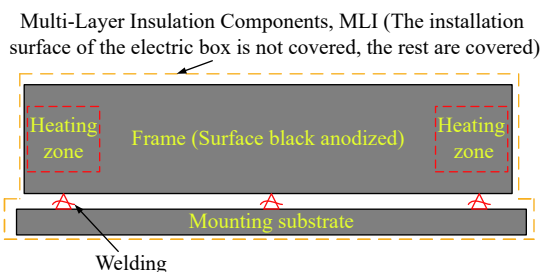 Multi-Layer Insulation Components, MLI (The installation
surface of the electric box is not covered, the rest are covered)
Heating
zone
Frame (Surface black anodized)
Heating
zone
Mounting substrate
Welding